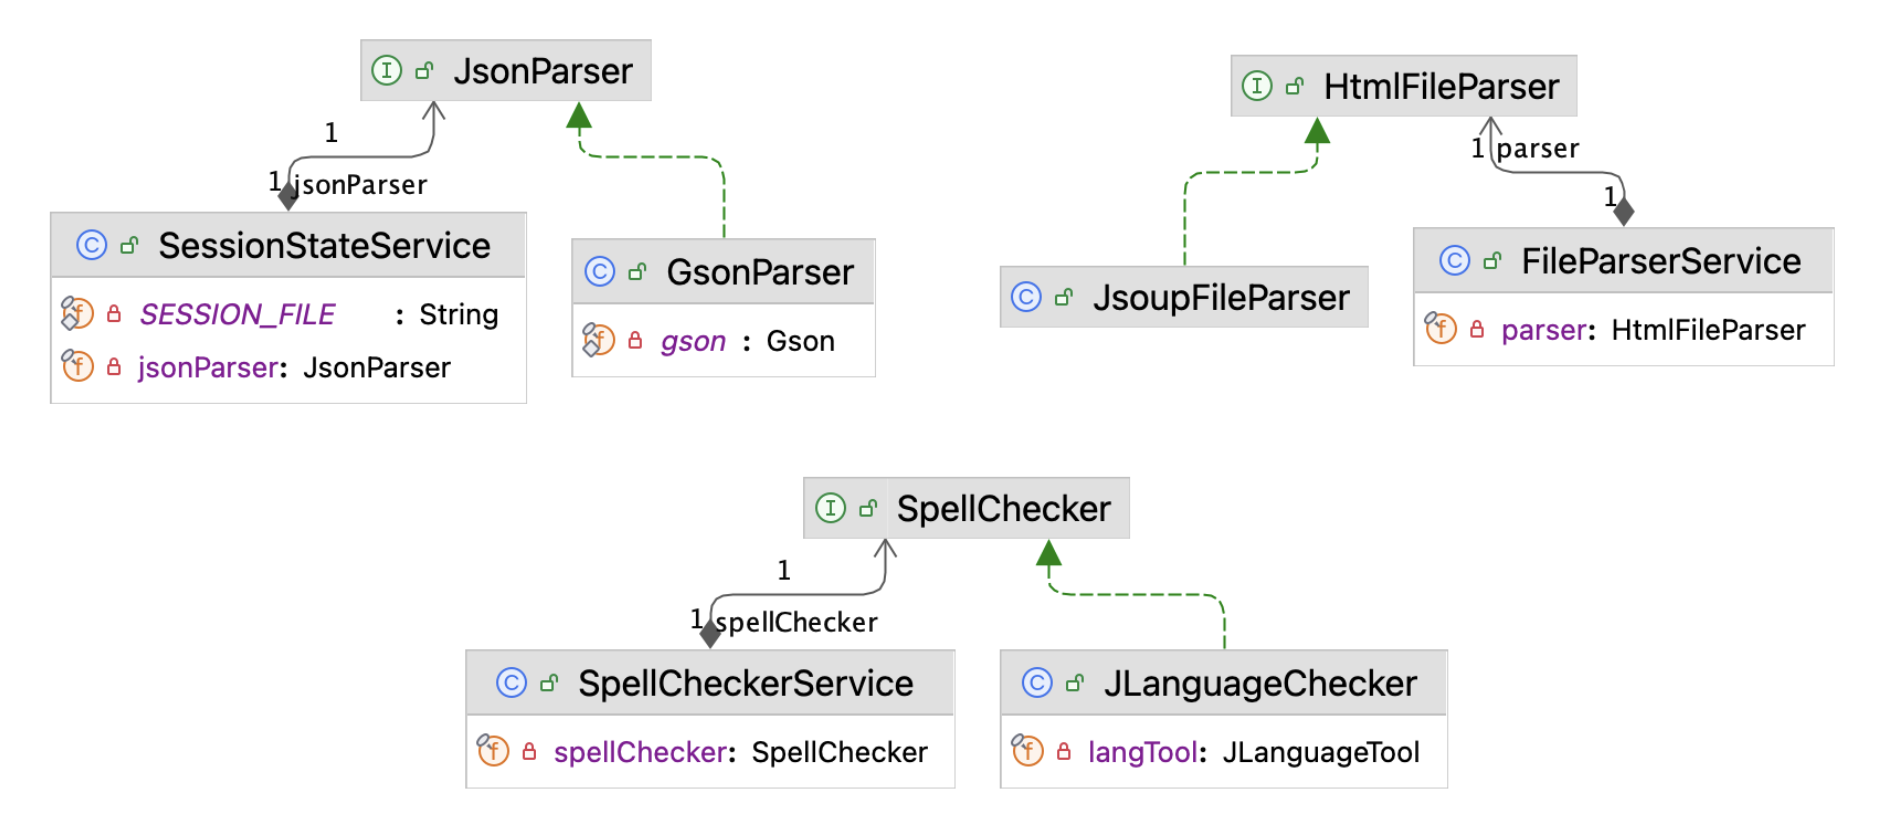 I JsonParser
1
1 jsonParser
C SessionStateService
f SESSION_FILE : String
f jsonParser: JsonParser
C GsonParser
f gson : Gson
I HtmlFileParser
1 parser
1
C JsoupFileParser
C FileParserService
f parser: HtmlFileParser
I SpellChecker
1
1 spellChecker
C SpellCheckerService
f spellChecker: SpellChecker
C JLanguageChecker
f langTool: JLanguageTool